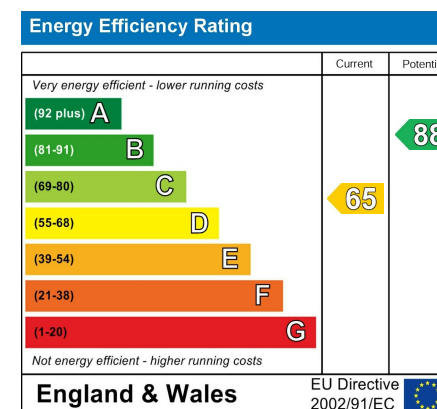 Energy Efficiency Rating
Current Potenti
Very energy efficient - lower running costs
(92 plus) A
(81-91) B
88
(69-80) C
65
(55-68) D
(39-54) E
(21-38) F
(1-20) G
Not energy efficient - higher running costs
England & Wales
EU Directive
2002/91/EC